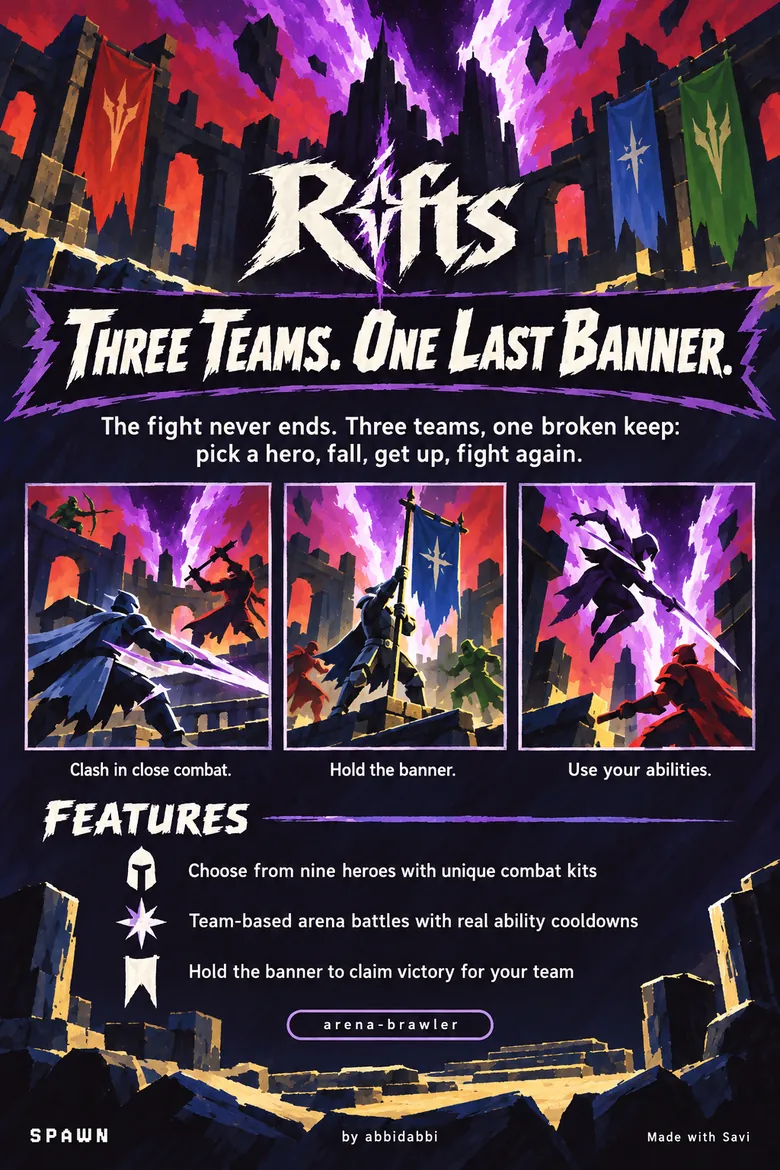 Rifts
THREE TEAMS. ONE LAST BANNER.
The fight never ends. Three teams, one broken keep:
pick a hero, fall, get up, fight again.
Clash in close combat.
Hold the banner.
Use your abilities.
FEATURES
Choose from nine heroes with unique combat kits
Team-based arena battles with real ability cooldowns
Hold the banner to claim victory for your team
arena-brawler
SPAWN
by abbidabbi
Made with Savi